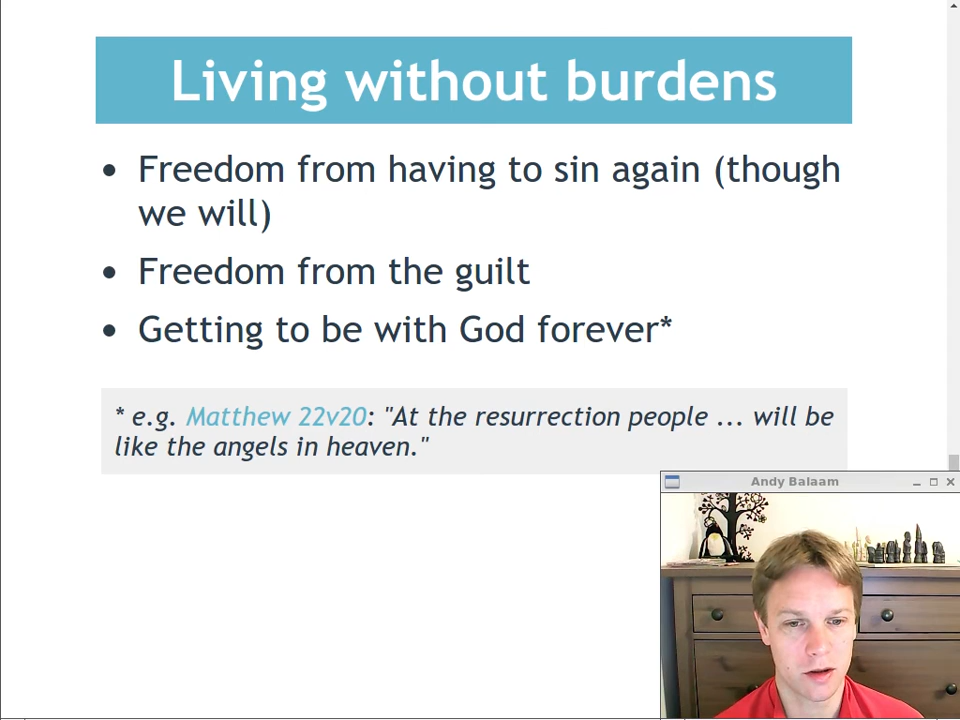 Living without burdens
• Freedom from having to sin again (though
we will)
• Freedom from the guilt
• Getting to be with God forever*
* e.g. Matthew 22v20: "At the resurrection people ... will be
like the angels in heaven."
Andy Balaam